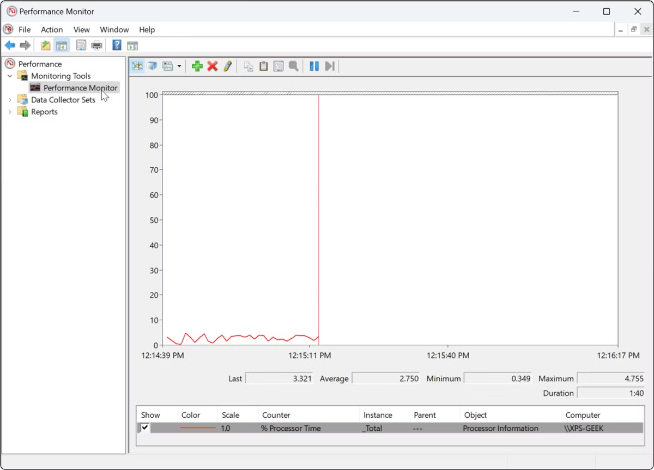 Performance Monitor
File Action View Window Help
Performance
Monitoring Tools
Performance Monitor
Data Collector Sets
Reports
100
90
80
70
60
50
40
30
20
10
0
12:14:39 PM 12:15:11 PM 12:15:40 PM 12:16:17 PM
Last 3.321 Average 2.750 Minimum 0.349 Maximum 4.755
Duration 1:40
Show Color Scale Counter Instance Parent Object Computer
1.0 % Processor Time _Total --- Processor Information \\XPS-GEEK